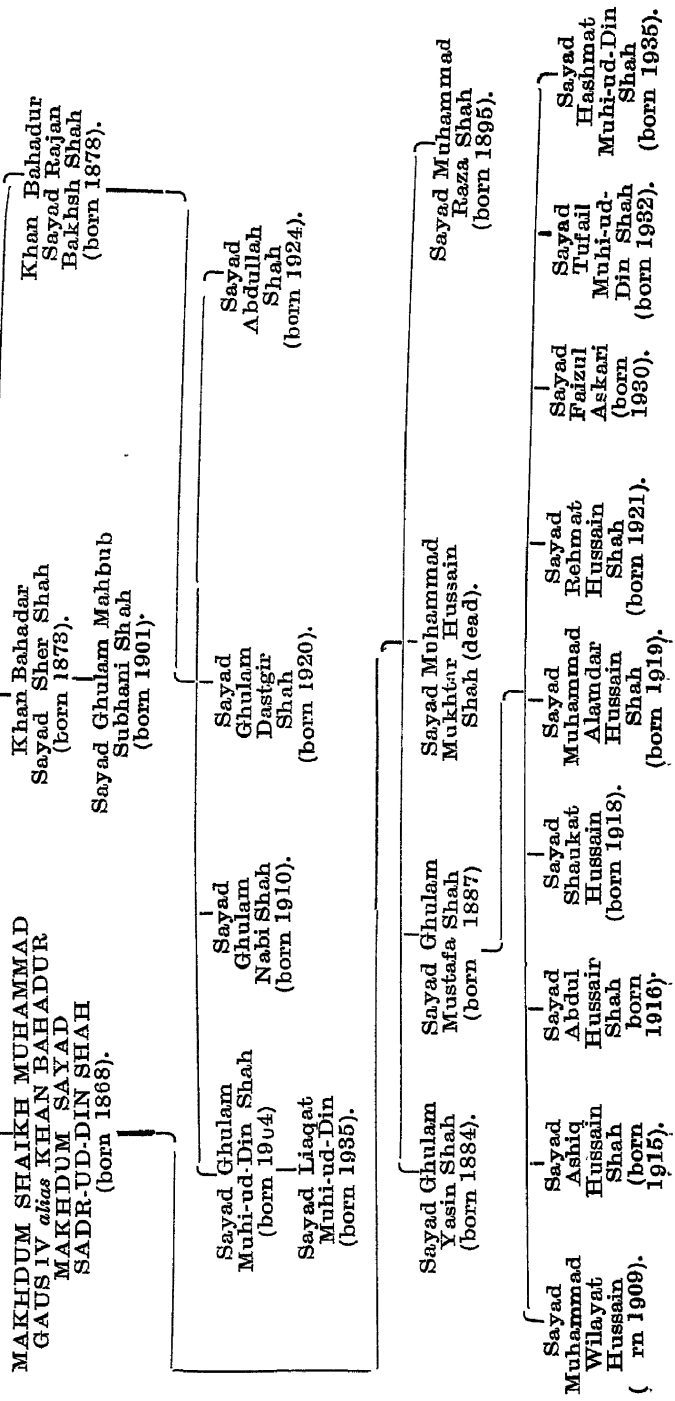 MAKHDUM SHAIKH MUHAMMAD
GAUS IV alias KHAN BAHADUR
MAKHDUM SAYAD
SADR-UD-DIN SHAH
(born 1868).
Khan Bahadar
Sayad Sher Shah
(born 1873).
Sayad Ghulam Mahbub
Subhani Shah
(born 1901).
Khan Bahadur
Sayad Rajan
Bakhsh Shah
(born 1878).
Sayad Ghulam
Muhi-ud-Din Shah
(born 1904)
Sayad Liaqat
Muhi-ud-Din
(born 1935).
Sayad
Ghulam
Nabi Shah
(born 1910).
Sayad
Ghulam
Dastgir
Shah
(born 1920).
Sayad
Abdullah
Shah
(born 1924).
Sayad Ghulam
Yasin Shah
(born 1884).
Sayad Ghulam
Mustafa Shah
(born 1887)
Sayad Muhammad
Mukhtar Hussain
Shah (dead).
Sayad Muhammad
Raza Shah
(born 1895).
Sayad
Muhammad
Wilayat
Hussain
( rn 1909).
Sayad
Ashiq
Hussain
Shah
(born
1915).
Sayad
Abdul
Hussair
Shah
born
1916).
Sayad
Shaukat
Hussain
(born 1918).
Sayad
Muhammad
Alamdar
Hussain
Shah
(born 1919).
Sayad
Rehmat
Hussain
Shah
(born 1921).
Sayad
Faizul
Askari
(born
1930).
Sayad
Tufail
Muhi-ud-
Din Shah
(born 1932).
Sayad
Hashmat
Muhi-ud-Din
Shah
(born 1935).